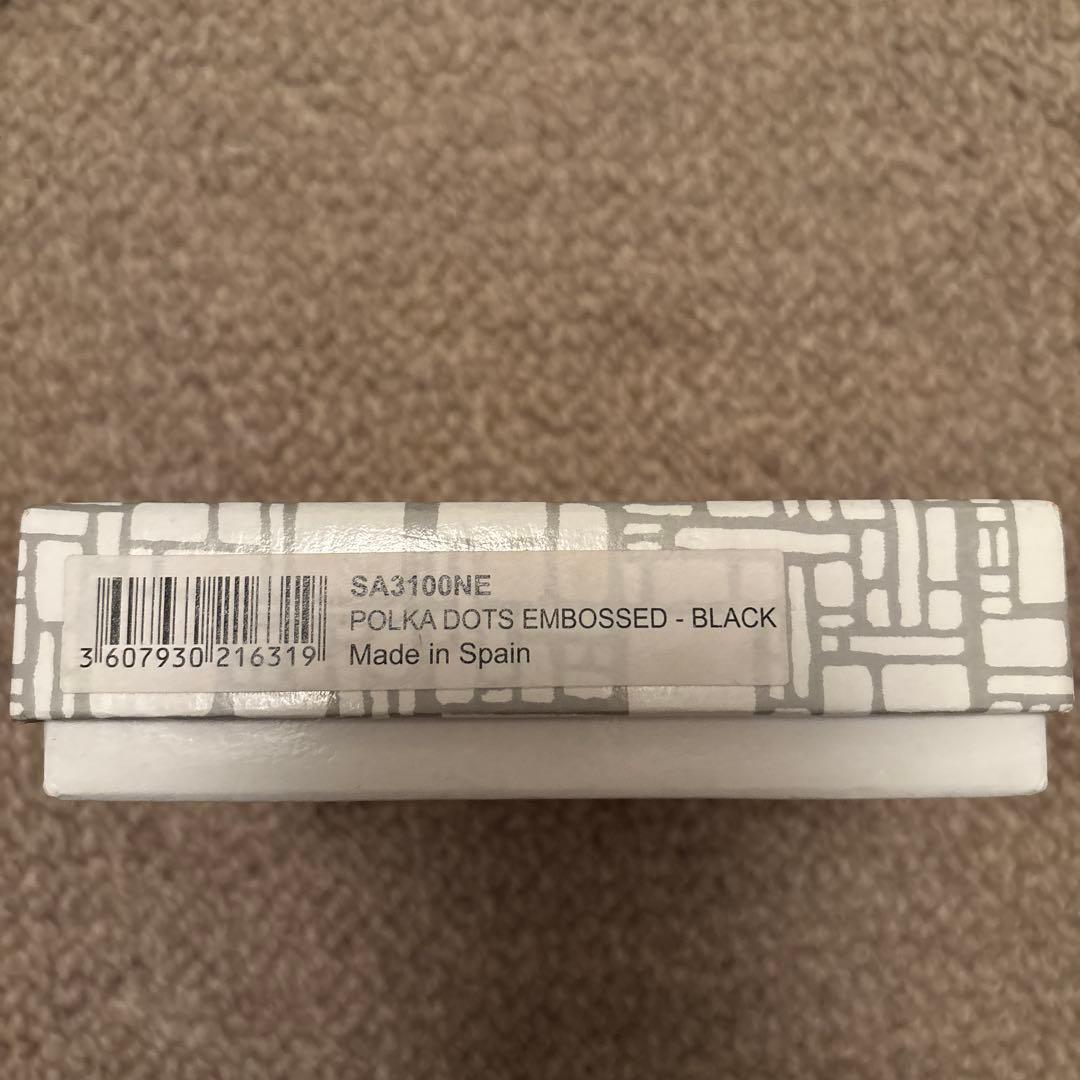 SA3100NE
POLKA DOTS EMBOSSED - BLACK
Made in Spain
3 607930 216319